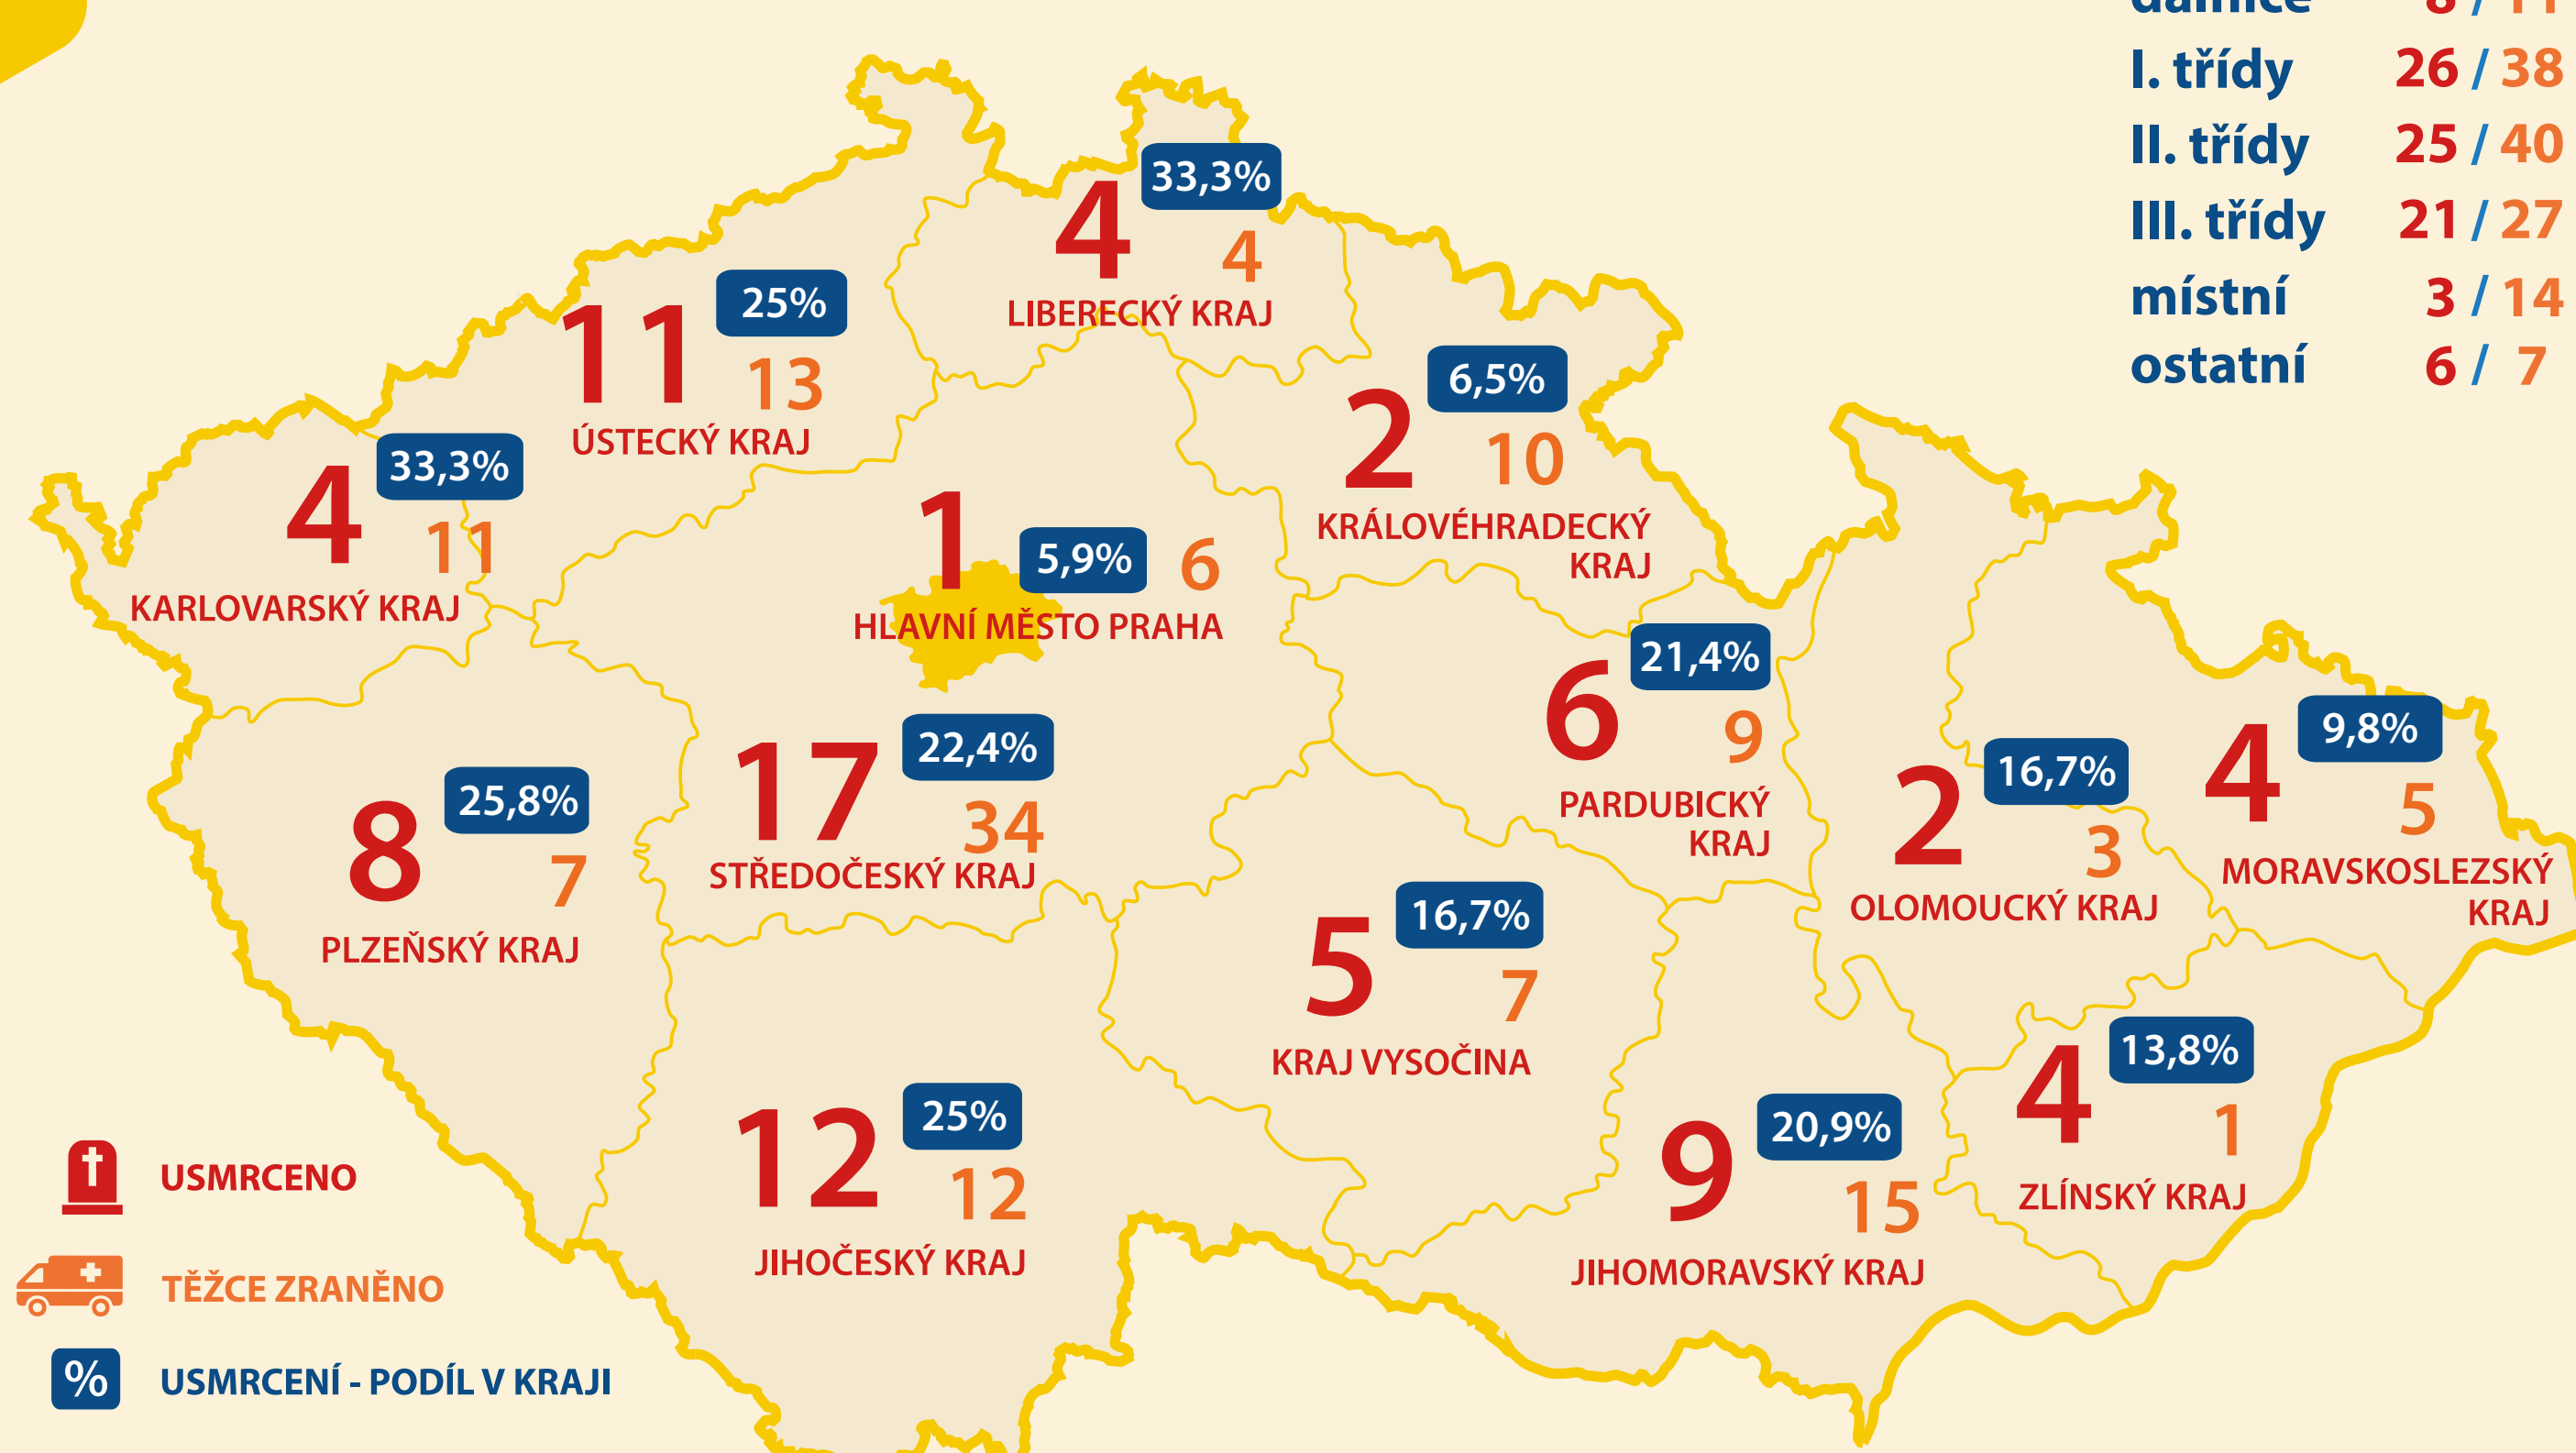 dálnice 8 / 11
I. třídy 26 / 38
II. třídy 25 / 40
III. třídy 21 / 27
místní 3 / 14
ostatní 6 / 7
4 33,3%
4
LIBERECKÝ KRAJ
11 25%
13
ÚSTECKÝ KRAJ
2 6,5%
10
KRÁLOVÉHRADECKÝ
KRAJ
4 33,3%
11
KARLOVARSKÝ KRAJ
1 5,9% 6
HLAVNÍ MĚSTO PRAHA
6 21,4%
9
PARDUBICKÝ
KRAJ
4 9,8%
5
MORAVSKOSLEZSKÝ
KRAJ
2 16,7%
3
OLOMOUCKÝ KRAJ
17 22,4%
34
STŘEDOČESKÝ KRAJ
8 25,8%
7
PLZEŇSKÝ KRAJ
5 16,7%
7
KRAJ VYSOČINA
4 13,8%
1
ZLÍNSKÝ KRAJ
12 25%
12
JIHOČESKÝ KRAJ
9 20,9%
15
JIHOMORAVSKÝ KRAJ
USMRCENO
TĚŽCE ZRANĚNO
% USMRCENÍ - PODÍL V KRAJI